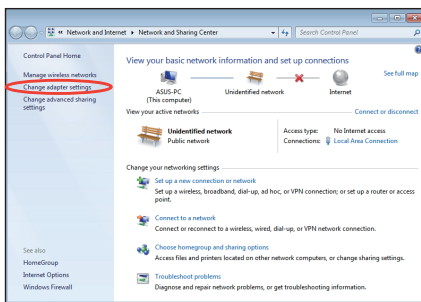 « Network and Internet ▸ Network and Sharing Center
Search Control Panel
Control Panel Home
Manage wireless networks
Change adapter settings
Change advanced sharing
settings
See also
HomeGroup
Internet Options
Windows Firewall
View your basic network information and set up connections
See full map
ASUS-PC
(This computer)
Unidentified network
Internet
View your active networks
Connect or disconnect
Unidentified network
Public network
Access type: No Internet access
Connections: Local Area Connection
Change your networking settings
Set up a new connection or network
Set up a wireless, broadband, dial-up, ad hoc, or VPN connection; or set up a router or access
point.
Connect to a network
Connect or reconnect to a wireless, wired, dial-up, or VPN network connection.
Choose homegroup and sharing options
Access files and printers located on other network computers, or change sharing settings.
Troubleshoot problems
Diagnose and repair network problems, or get troubleshooting information.